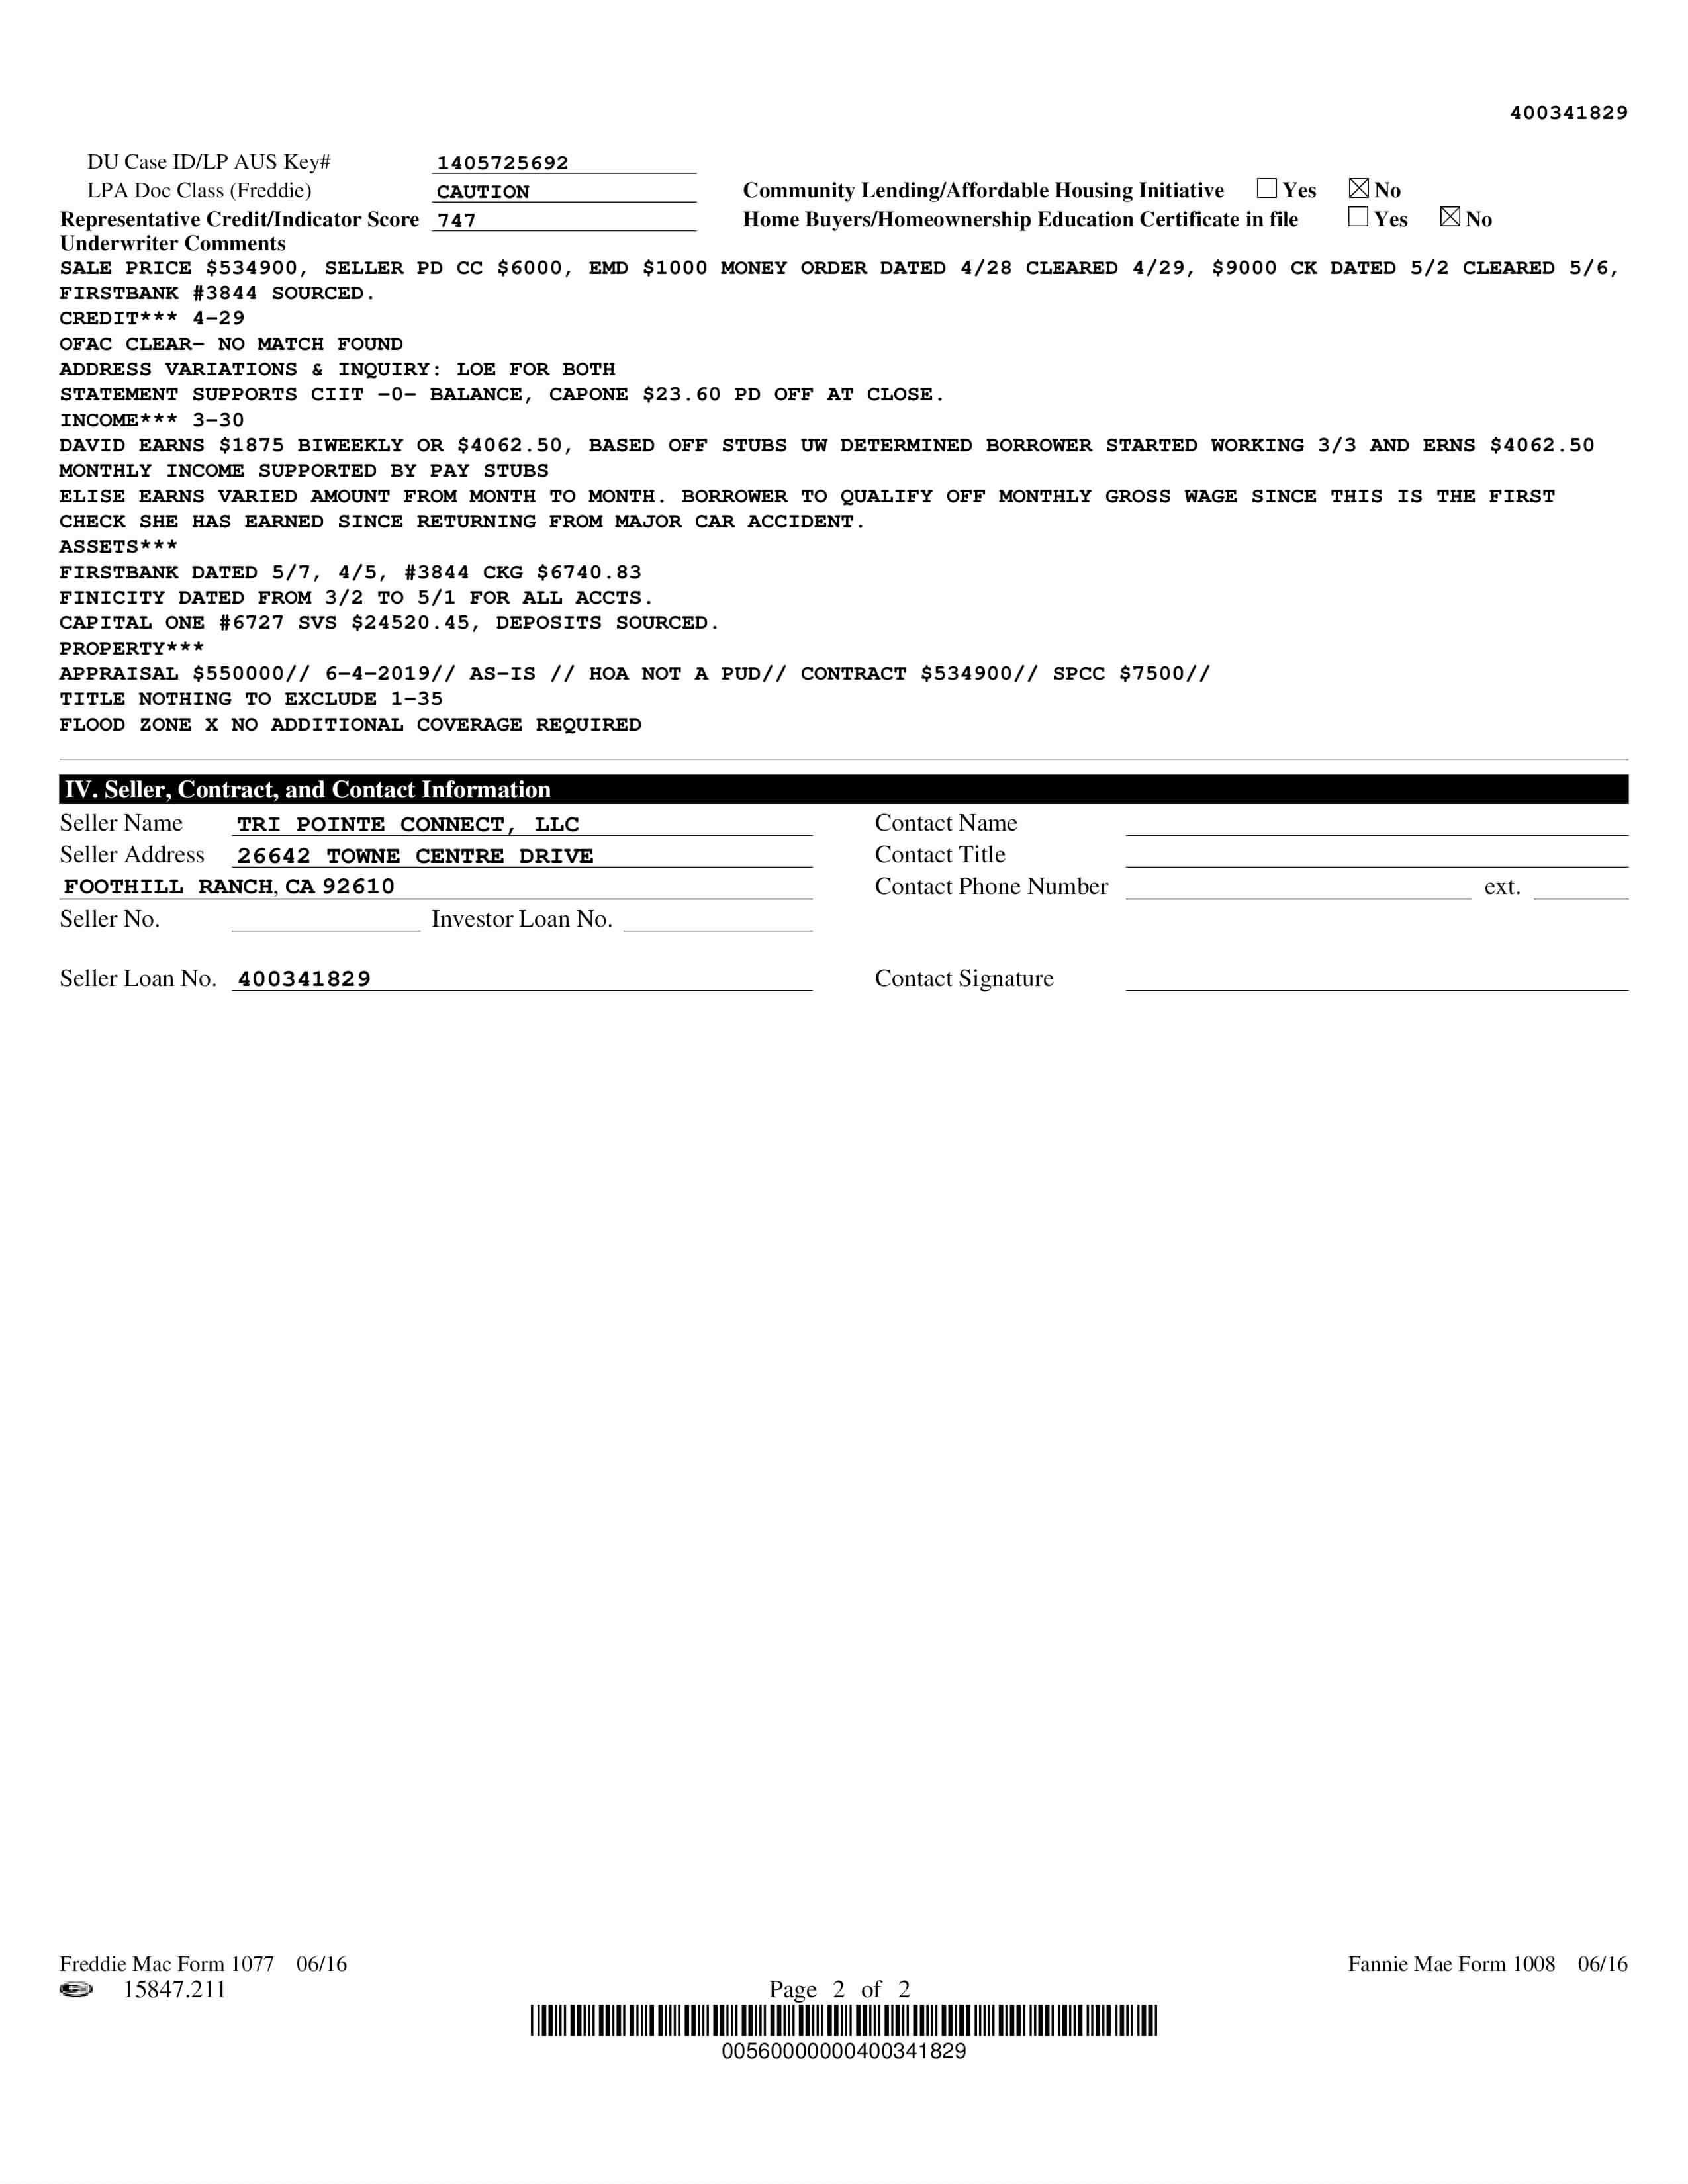 400341829
DU Case ID/LP AUS Key# 1405725692
LPA Doc Class (Freddie) CAUTION Community Lending/Affordable Housing Initiative Yes No
Representative Credit/Indicator Score 747 Home Buyers/Homeownership Education Certificate in file Yes No
Underwriter Comments
SALE PRICE $534900, SELLER PD CC $6000, EMD $1000 MONEY ORDER DATED 4/28 CLEARED 4/29, $9000 CK DATED 5/2 CLEARED 5/6,
FIRSTBANK #3844 SOURCED.
CREDIT*** 4-29
OFAC CLEAR- NO MATCH FOUND
ADDRESS VARIATIONS & INQUIRY: LOE FOR BOTH
STATEMENT SUPPORTS CIIT -0- BALANCE, CAPONE $23.60 PD OFF AT CLOSE.
INCOME*** 3-30
DAVID EARNS $1875 BIWEEKLY OR $4062.50, BASED OFF STUBS UW DETERMINED BORROWER STARTED WORKING 3/3 AND ERNS $4062.50
MONTHLY INCOME SUPPORTED BY PAY STUBS
ELISE EARNS VARIED AMOUNT FROM MONTH TO MONTH. BORROWER TO QUALIFY OFF MONTHLY GROSS WAGE SINCE THIS IS THE FIRST
CHECK SHE HAS EARNED SINCE RETURNING FROM MAJOR CAR ACCIDENT.
ASSETS***
FIRSTBANK DATED 5/7, 4/5, #3844 CKG $6740.83
FINICITY DATED FROM 3/2 TO 5/1 FOR ALL ACCTS.
CAPITAL ONE #6727 SVS $24520.45, DEPOSITS SOURCED.
PROPERTY***
APPRAISAL $550000// 6-4-2019// AS-IS // HOA NOT A PUD// CONTRACT $534900// SPCC $7500//
TITLE NOTHING TO EXCLUDE 1-35
FLOOD ZONE X NO ADDITIONAL COVERAGE REQUIRED
IV. Seller, Contract, and Contact Information
Seller Name TRI POINTE CONNECT, LLC Contact Name
Seller Address 26642 TOWNE CENTRE DRIVE Contact Title
FOOTHILL RANCH, CA 92610 Contact Phone Number ext.
Seller No. Investor Loan No.
Seller Loan No. 400341829 Contact Signature
Freddie Mac Form 1077 06/16 Fannie Mae Form 1008 06/16
15847.211 Page 2 of 2
00560000000400341829